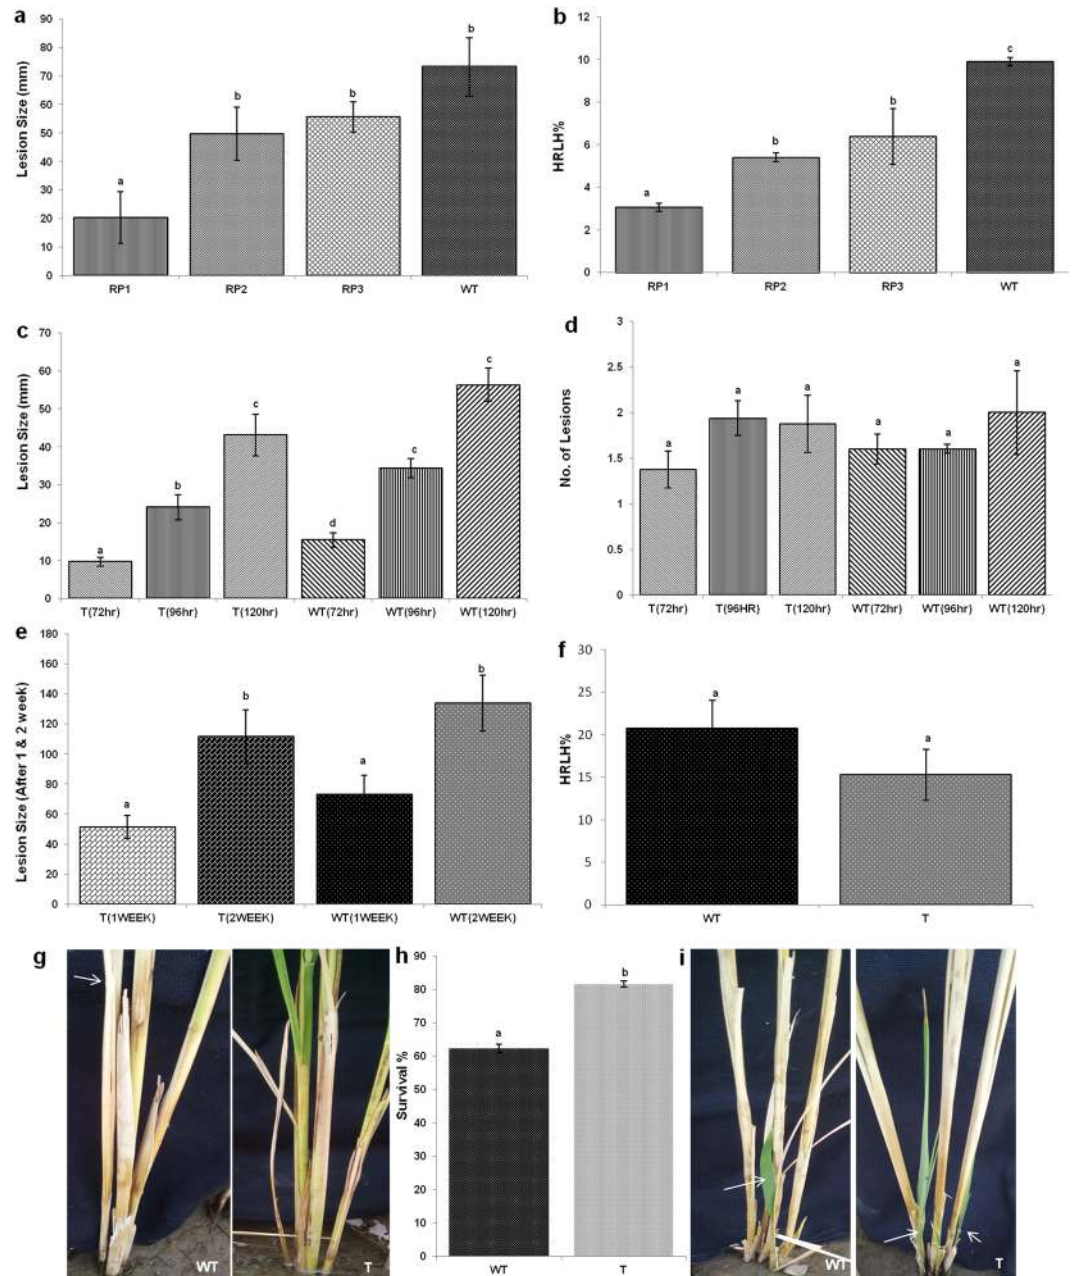 a
Lesion Size (mm)
90
80
70
60
50
40
30
20
10
0
a
b
b
b
RP1 RP2 RP3 WT
b
HRLH%
12
10
8
6
4
2
0
a
b
b
c
RP1 RP2 RP3 WT
c
Lesion Size (mm)
70
60
50
40
30
20
10
0
a
b
c
d
c
c
T(72hr) T(96hr) T(120hr) WT(72hr) WT(96hr) WT(120hr)
d
No. of Lesions
3
2.5
2
1.5
1
0.5
0
a
a
a
a
a
a
T(72hr) T(96HR) T(120hr) WT(72hr) WT(96hr) WT(120hr)
e
Lesion Size (After 1 & 2 week)
180
160
140
120
100
80
60
40
20
0
a
b
a
b
T(1WEEK) T(2WEEK) WT(1WEEK) WT(2WEEK)
f
HRLH%
30
25
20
15
10
5
0
a
a
WT T
g
WT
T
h
Survival %
90
80
70
60
50
40
30
20
10
0
a
b
WT T
i
WT
T